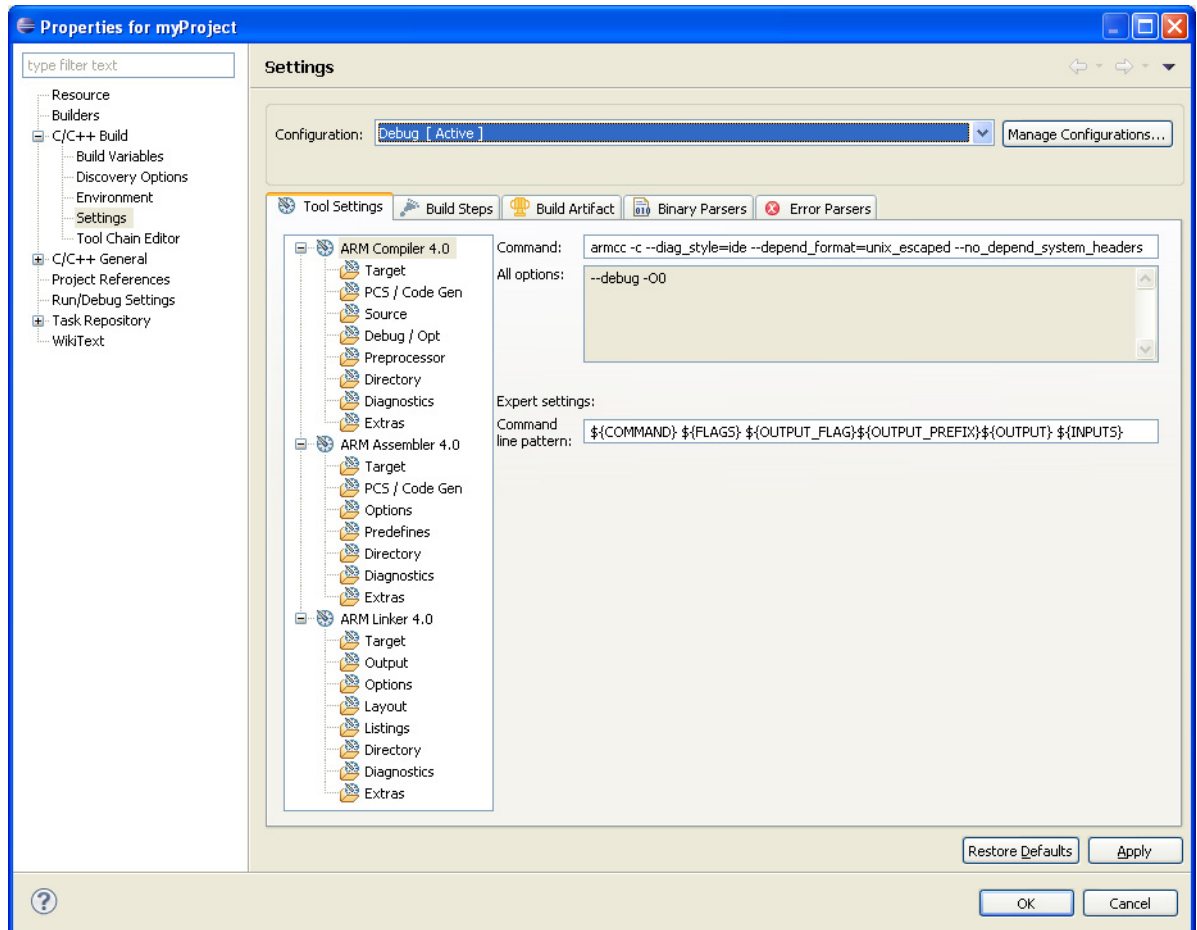 Properties for myProject
type filter text
Resource
Builders
C/C++ Build
Build Variables
Discovery Options
Environment
Settings
Tool Chain Editor
C/C++ General
Project References
Run/Debug Settings
Task Repository
WikiText
Settings
Configuration: Debug [ Active ] Manage Configurations...
Tool Settings Build Steps Build Artifact 010 Binary Parsers Error Parsers
ARM Compiler 4.0
Target
PCS / Code Gen
Source
Debug / Opt
Preprocessor
Directory
Diagnostics
Extras
ARM Assembler 4.0
Target
PCS / Code Gen
Options
Predefines
Directory
Diagnostics
Extras
ARM Linker 4.0
Target
Output
Options
Layout
Listings
Directory
Diagnostics
Extras
Command: armcc -c --diag_style=ide --depend_format=unix_escaped --no_depend_system_headers
All options: --debug -O0
Expert settings:
Command
line pattern: ${COMMAND} ${FLAGS} ${OUTPUT_FLAG}${OUTPUT_PREFIX}${OUTPUT} ${INPUTS}
Restore Defaults Apply
? OK Cancel